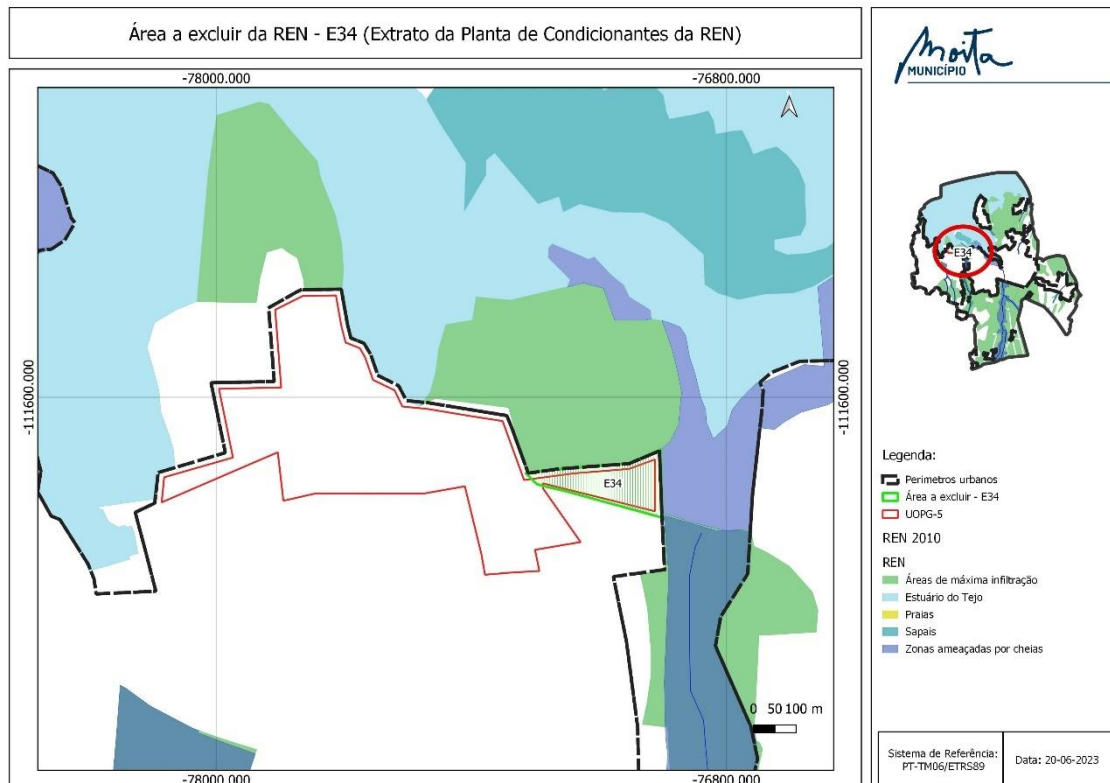 Área a excluir da REN - E34 (Extrato da Planta de Condicionantes da REN)
-78000.000
-76800.000
-111600.000
-111600.000
E34
0 50 100 m
-78000.000
-76800.000
Moita
MUNICÍPIO
E34
Legenda:
Perimetros urbanos
Área a excluir - E34
UOPG-5
REN 2010
REN
Áreas de máxima infiltração
Estuário do Tejo
Praias
Sapais
Zonas ameaçadas por cheias
Sistema de Referência:
PT-TM06/ETRS89
Data: 20-06-2023